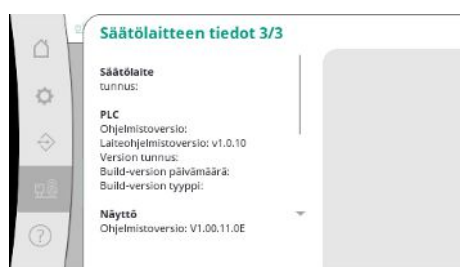 Säätölaitteen tiedot 3/3
Säätölaite
tunnus:
PLC
Ohjelmistoversio:
Laiteohjelmistoversio: v1.0.10
Version tunnus:
Build-version päivämäärä:
Build-version tyyppi:
Näyttö
Ohjelmistoversio: V1.00.11.0E